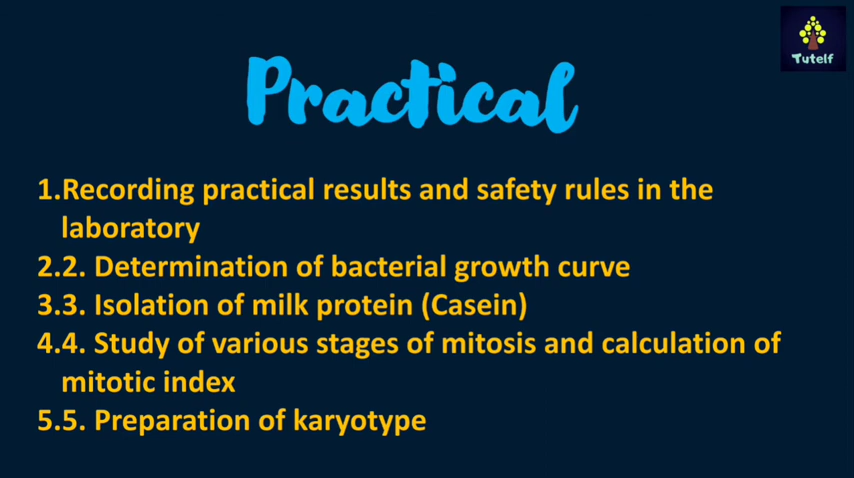 Tutelf
Practical
1.Recording practical results and safety rules in the
laboratory
2.2. Determination of bacterial growth curve
3.3. Isolation of milk protein (Casein)
4.4. Study of various stages of mitosis and calculation of
mitotic index
5.5. Preparation of karyotype